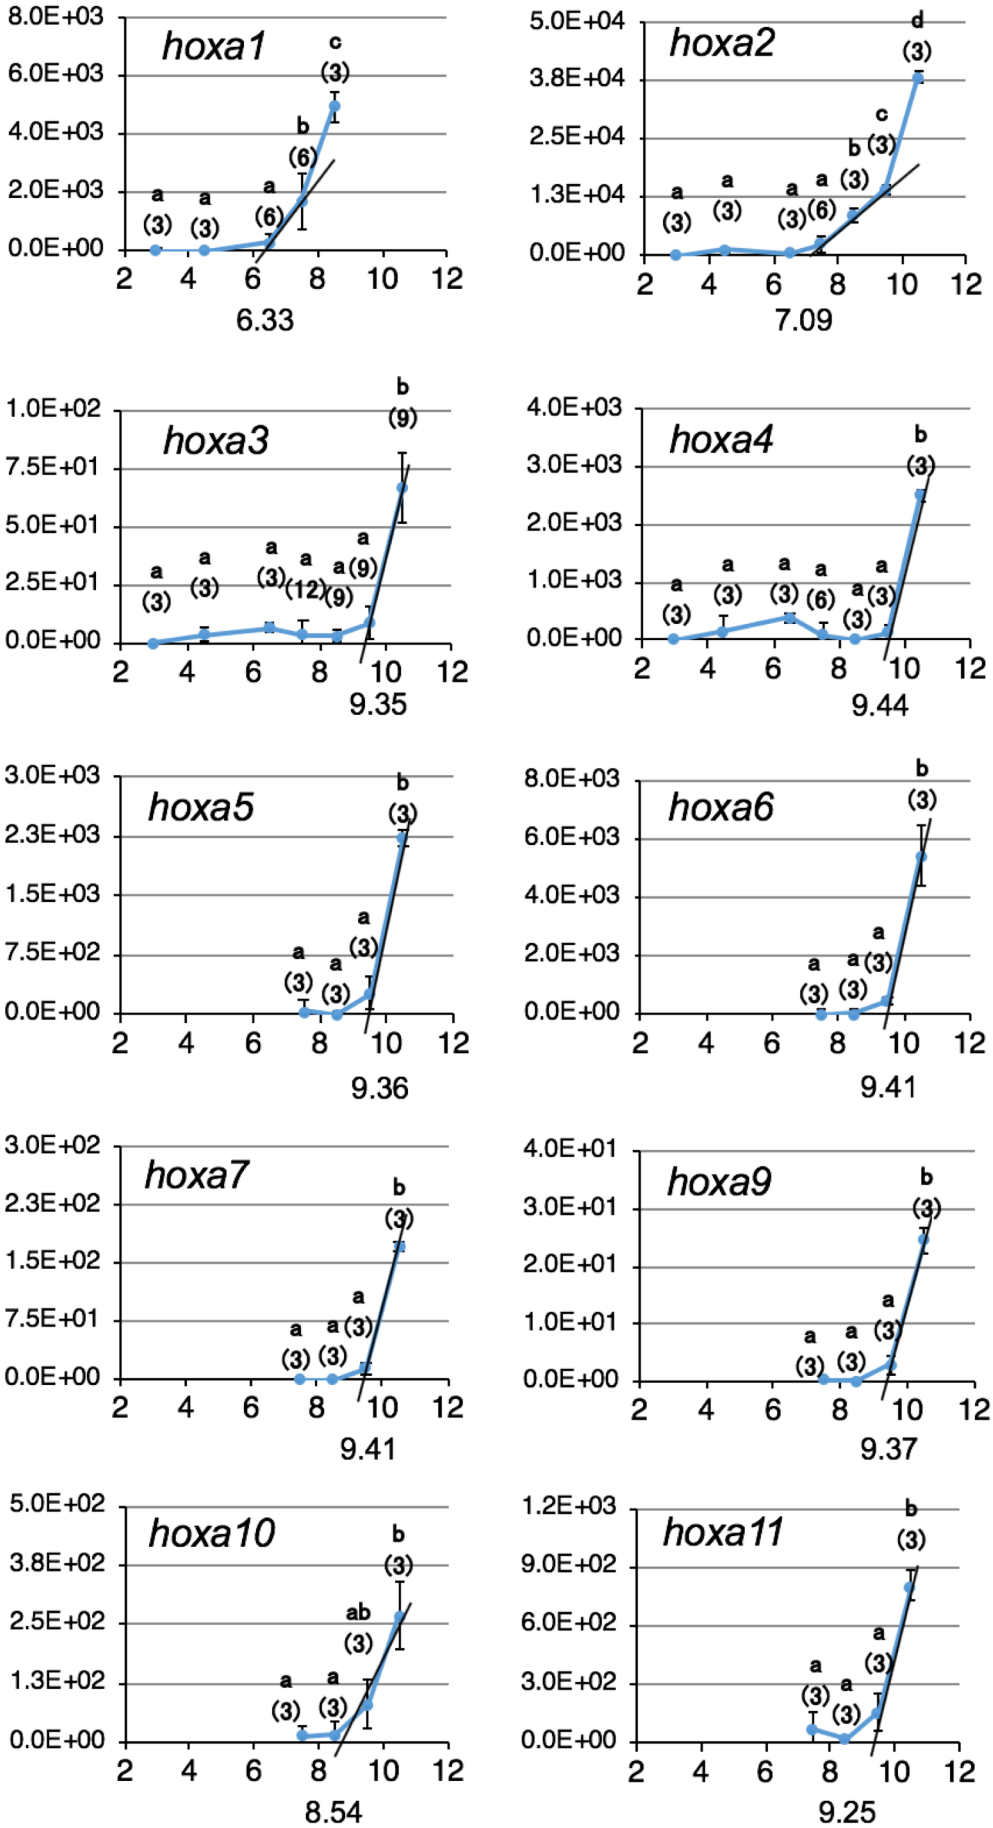 hoxa1
8.0E+03
6.0E+03
4.0E+03
2.0E+03
0.0E+00
a
(3)
a
(3)
a
(6)
b
(6)
c
(3)
2 4 6 8 10 12
6.33
hoxa2
5.0E+04
3.8E+04
2.5E+04
1.3E+04
0.0E+00
a
(3)
a
(3)
a
(3)
a
(6)
b
(3)
c
(3)
d
(3)
2 4 6 8 10 12
7.09
hoxa3
1.0E+02
7.5E+01
5.0E+01
2.5E+01
0.0E+00
a
(3)
a
(3)
a
(3)
a
(12)
a
(9)
a
(9)
b
(9)
2 4 6 8 10 12
9.35
hoxa4
4.0E+03
3.0E+03
2.0E+03
1.0E+03
0.0E+00
a
(3)
a
(3)
a
(3)
a
(6)
a
(3)
a
(3)
b
(3)
2 4 6 8 10 12
9.44
hoxa5
3.0E+03
2.3E+03
1.5E+03
7.5E+02
0.0E+00
a
(3)
a
(3)
a
(3)
b
(3)
2 4 6 8 10 12
9.36
hoxa6
8.0E+03
6.0E+03
4.0E+03
2.0E+03
0.0E+00
a
(3)
a
(3)
a
(3)
b
(3)
2 4 6 8 10 12
9.41
hoxa7
3.0E+02
2.3E+02
1.5E+02
7.5E+01
0.0E+00
a
(3)
a
(3)
a
(3)
b
(3)
2 4 6 8 10 12
9.41
hoxa9
4.0E+01
3.0E+01
2.0E+01
1.0E+01
0.0E+00
a
(3)
a
(3)
a
(3)
b
(3)
2 4 6 8 10 12
9.37
hoxa10
5.0E+02
3.8E+02
2.5E+02
1.3E+02
0.0E+00
a
(3)
a
(3)
ab
(3)
b
(3)
2 4 6 8 10 12
8.54
hoxa11
1.2E+03
9.0E+02
6.0E+02
3.0E+02
0.0E+00
a
(3)
a
(3)
a
(3)
b
(3)
2 4 6 8 10 12
9.25